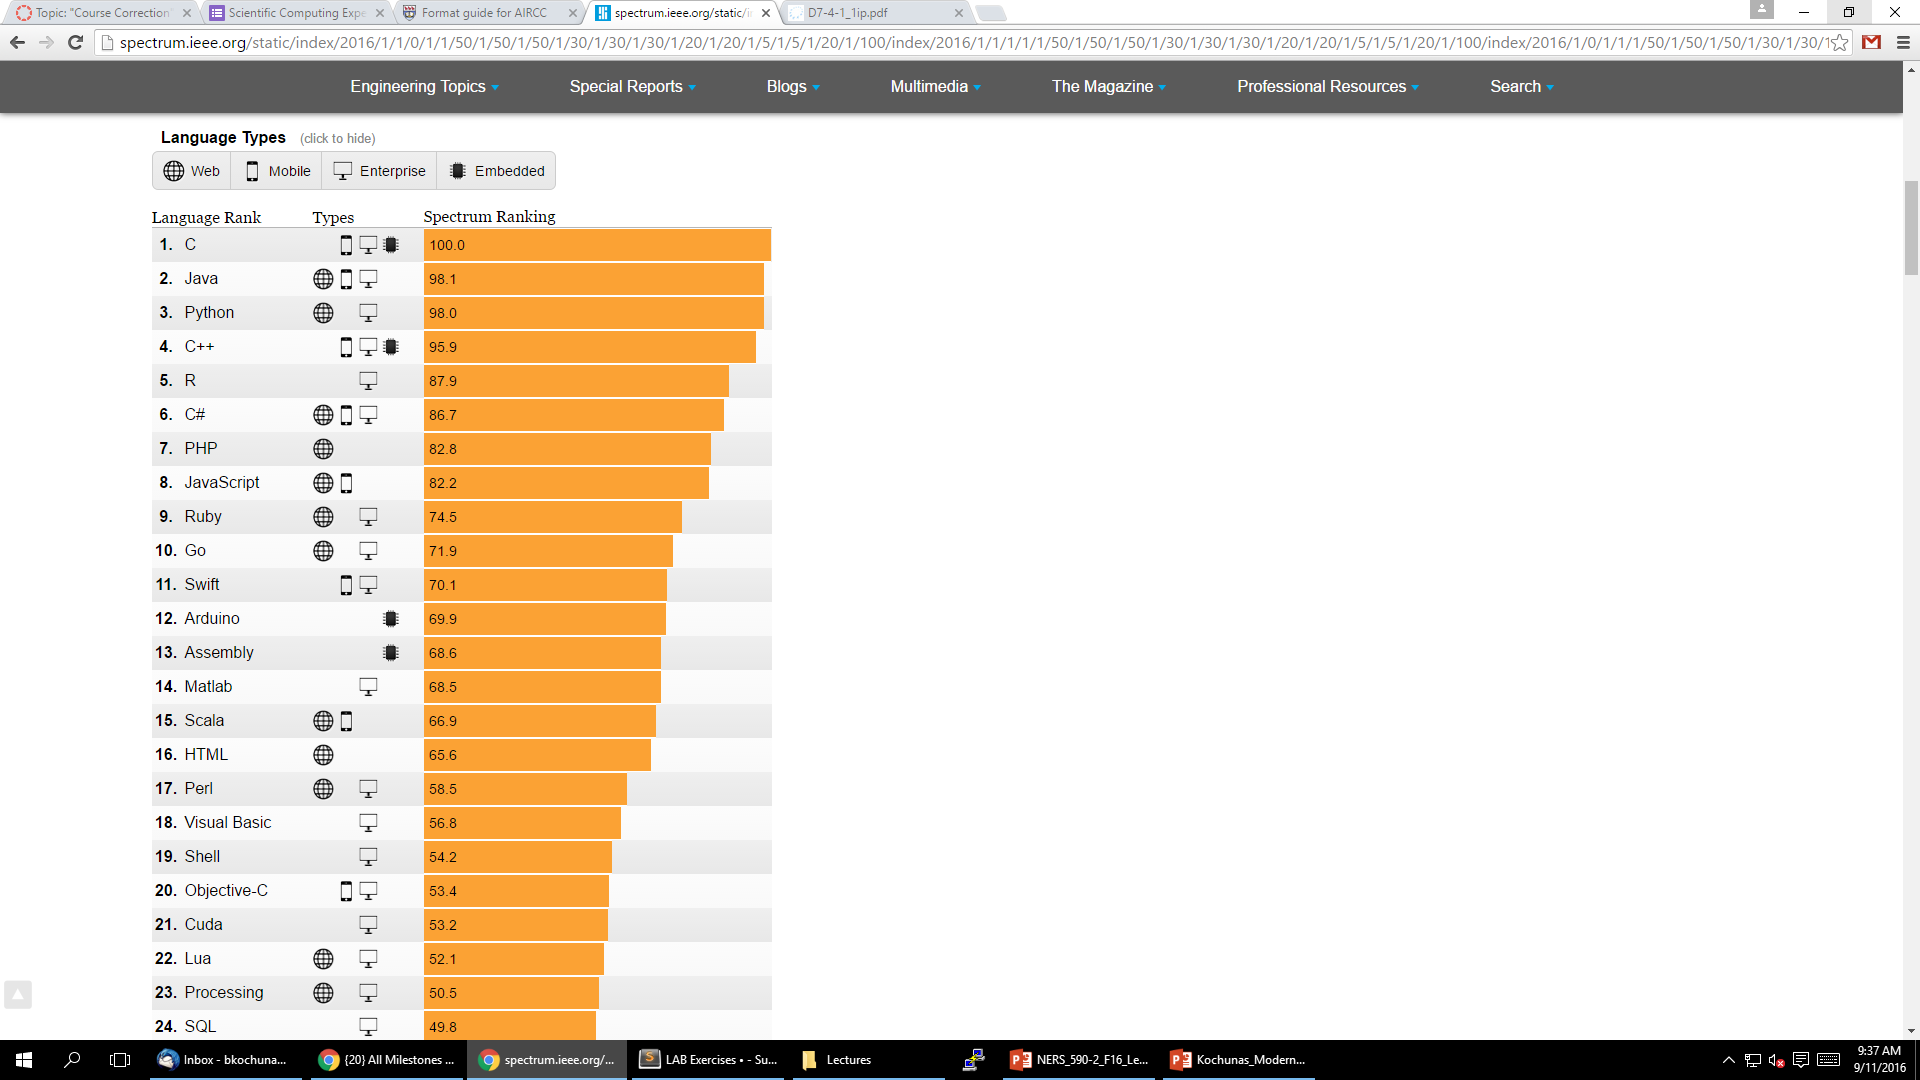 Topic: "Course Correction"
Scientific Computing Expe
Format guide for AIRCC
spectrum.ieee.org/static/i
D7-4-1_1ip.pdf
spectrum.ieee.org/static/index/2016/1/1/0/1/1/50/1/50/1/50/1/30/1/30/1/30/1/20/1/20/1/5/1/5/1/20/1/100/index/2016/1/1/1/1/1/50/1/50/1/50/1/30/1/30/1/30/1/20/1/20/1/5/1/5/1/20/1/100/index/2016/1/0/1/1/1/50/1/50/1/50/1/30/1/30/1
Engineering Topics Special Reports Blogs Multimedia The Magazine Professional Resources Search
Language Types (click to hide)
Web Mobile Enterprise Embedded
Language Rank Types Spectrum Ranking
1. C 100.0
2. Java 98.1
3. Python 98.0
4. C++ 95.9
5. R 87.9
6. C# 86.7
7. PHP 82.8
8. JavaScript 82.2
9. Ruby 74.5
10. Go 71.9
11. Swift 70.1
12. Arduino 69.9
13. Assembly 68.6
14. Matlab 68.5
15. Scala 66.9
16. HTML 65.6
17. Perl 58.5
18. Visual Basic 56.8
19. Shell 54.2
20. Objective-C 53.4
21. Cuda 53.2
22. Lua 52.1
23. Processing 50.5
24. SQL 49.8
Inbox - bkochuna...
{20} All Milestones ...
spectrum.ieee.org/...
LAB Exercises • - Su...
Lectures
NERS_590-2_F16_Le...
Kochunas_Modern...
9:37 AM
9/11/2016